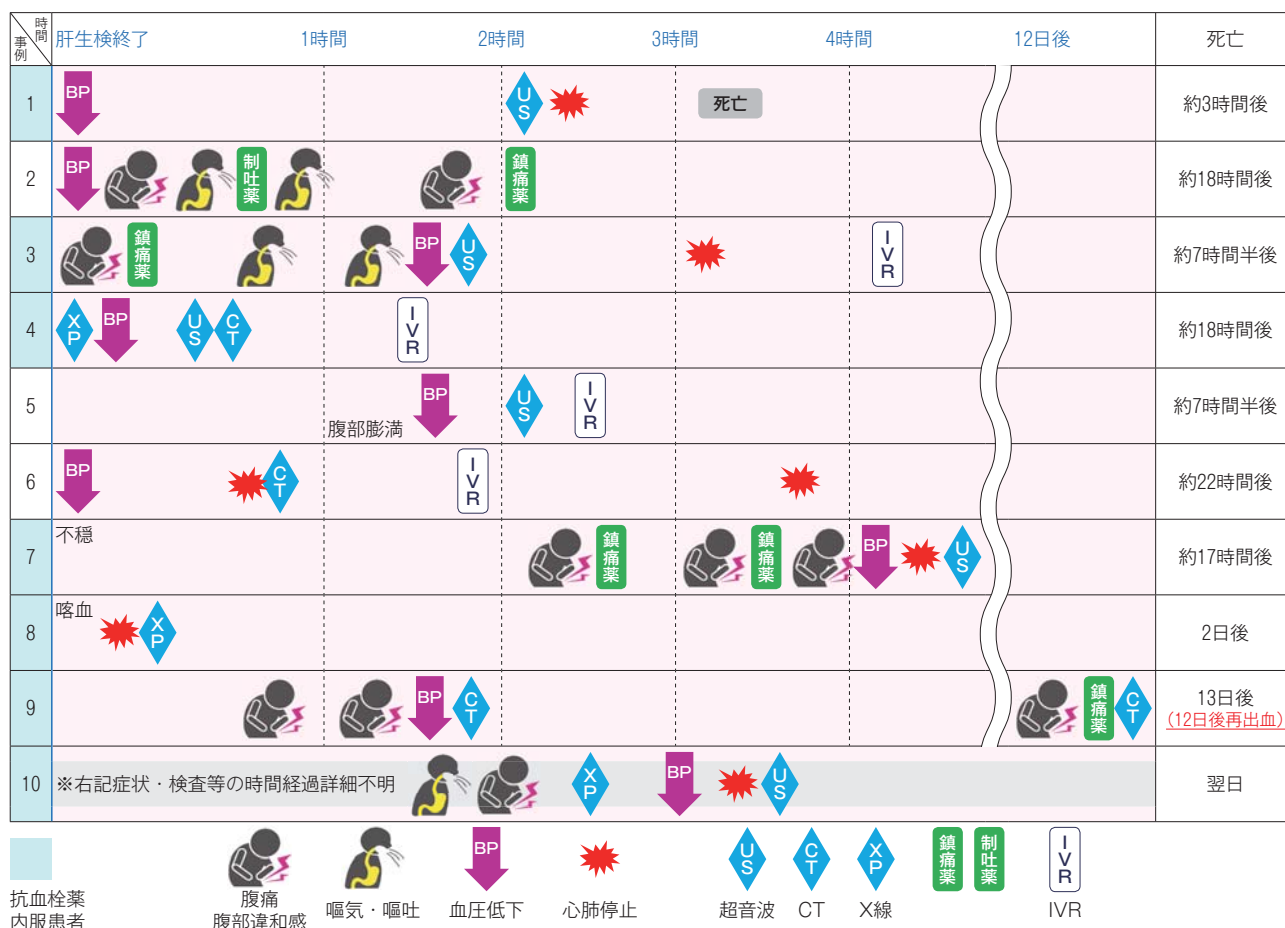 時間
事例
肝生検終了 1時間 2時間 3時間 4時間 12日後 死亡
1 BP US 死亡 約3時間後
2 BP 制吐薬 鎮痛薬 約18時間後
3 鎮痛薬 BP US IVR 約7時間半後
4 XP BP US CT IVR 約18時間後
5 腹部膨満 BP US IVR 約7時間半後
6 BP CT IVR 約22時間後
7 不穏 鎮痛薬 鎮痛薬 BP US 約17時間後
8 喀血 XP 2日後
9 BP CT 鎮痛薬 CT 13日後
(12日後再出血)
10 ※右記症状・検査等の時間経過詳細不明 XP BP US 翌日
BP US CT XP 鎮痛薬 制吐薬 IVR
抗血栓薬
内服患者
腹痛
腹部違和感
嘔気・嘔吐 血圧低下 心肺停止 超音波 CT X線 IVR